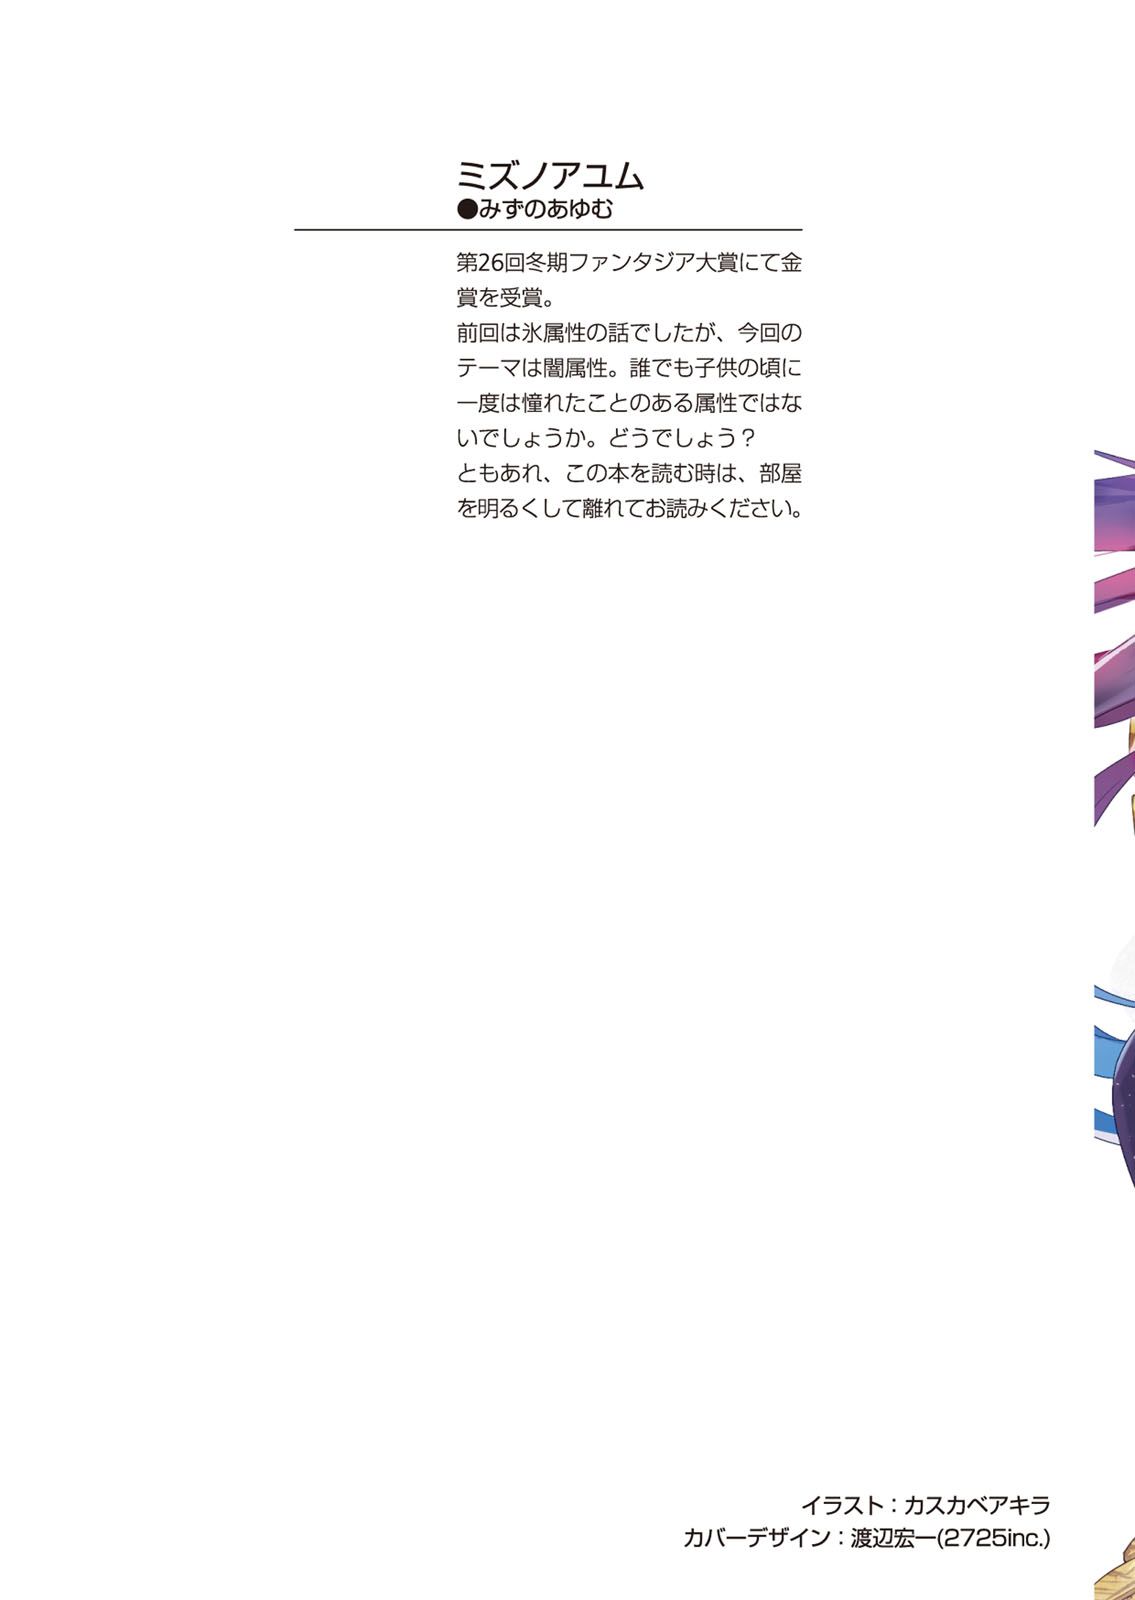 ミズノアユム
●みずのあゆむ
第26回冬期ファンタジア大賞にて金
賞を受賞。
前回は氷属性の話でしたが、今回の
テーマは闇属性。誰でも子供の頃に
一度は憧れたことのある属性ではな
いでしょうか。どうでしょう？
ともあれ、この本を読む時は、部屋
を明るくして離れてお読みください。
イラスト：カスカベアキラ
カバーデザイン：渡辺宏一(2725inc.)